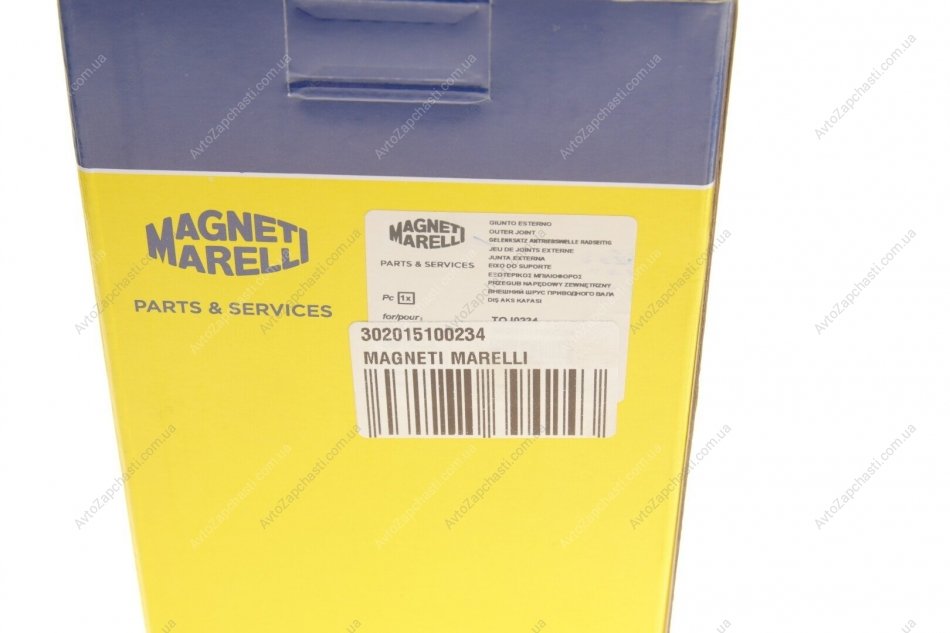 MAGNETI
MARELLI
PARTS & SERVICES
MAGNETI
MARELLI
PARTS & SERVICES
Pc 1x
for/pour
GIUNTO ESTERNO
OUTER JOINT
GELENKSATZ ANTRIEBSWELLE RADSEITIG
JEU DE JOINTS EXTERNE
JUNTA EXTERNA
EIXO DO SUPORTE
ΕΞΩΤΕΡΙΚΟΣ ΜΠΙΛΙΟΦΟΡΟΣ
PRZEGUB NAPĘDOWY ZEWNĘTRZNY
ВНЕШНИЙ ШРУС ПРИВОДНОГО ВАЛА
DIŞ AKS KAFASI
TOJ0234
302015100234
MAGNETI MARELLI
AvtoZapchasti.com.ua